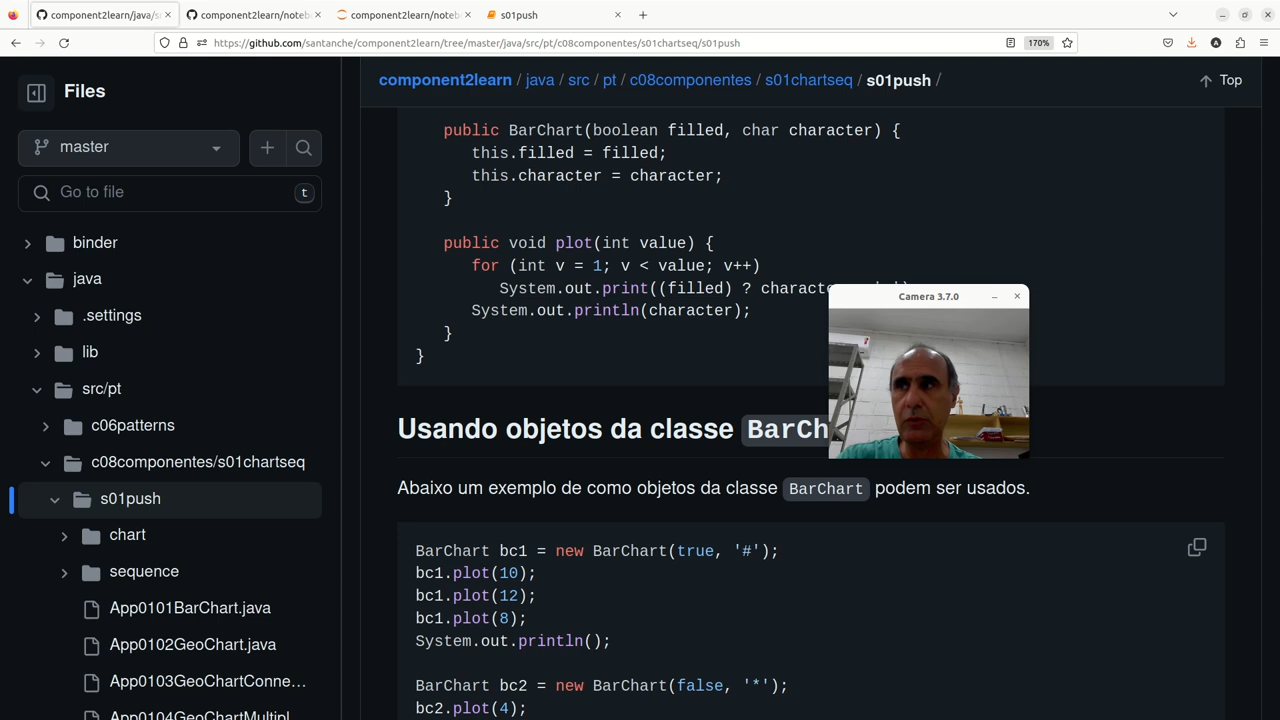 component2learn/java/s
component2learn/noteb
component2learn/noteb
s01push
https://github.com/santanche/component2learn/tree/master/java/src/pt/c08componentes/s01chartseq/s01push
170%
Files
master
Go to file
t
binder
java
.settings
lib
src/pt
c06patterns
c08componentes/s01chartseq
s01push
chart
sequence
App0101BarChart.java
App0102GeoChart.java
App0103GeoChartConne…
component2learn / java / src / pt / c08componentes / s01chartseq / s01push /
Top
public BarChart(boolean filled, char character) {
this.filled = filled;
this.character = character;
}
public void plot(int value) {
for (int v = 1; v < value; v++)
System.out.print((filled) ?
System.out.println(character);
}
}
Camera 3.7.0
Usando objetos da classe BarCh
Abaixo um exemplo de como objetos da classe BarChart podem ser usados.
BarChart bc1 = new BarChart(true, '#');
bc1.plot(10);
bc1.plot(12);
bc1.plot(8);
System.out.println();
BarChart bc2 = new BarChart(false, '*');
bc2.plot(4);